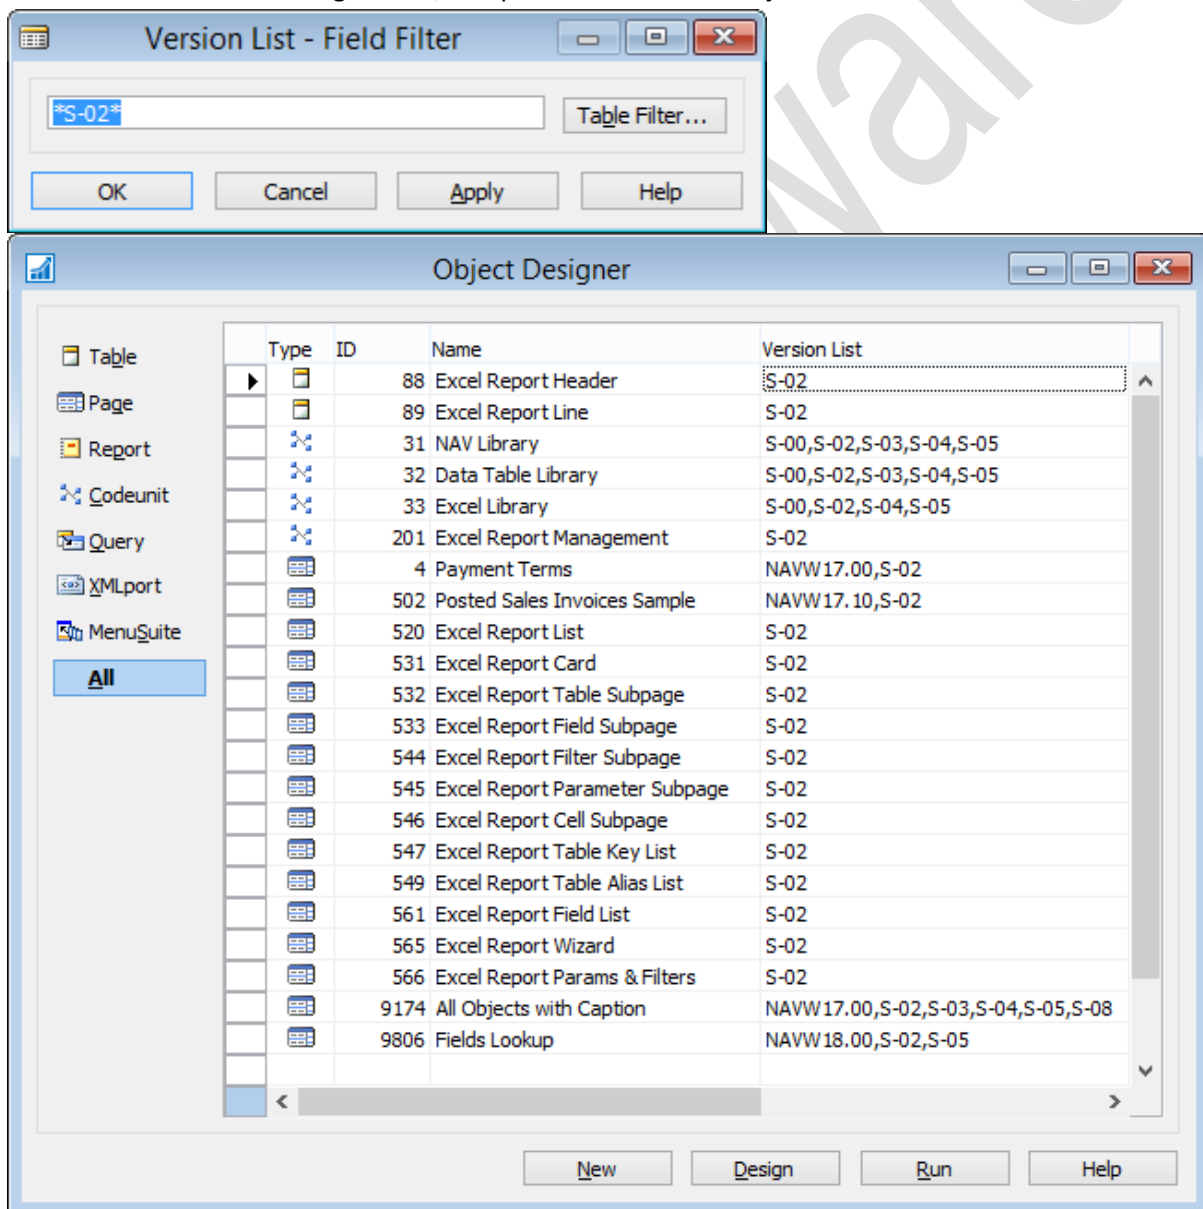 Version List - Field Filter
*S-02*
Table Filter...
OK Cancel Apply Help
Object Designer
Table
Page
Report
Codeunit
Query
XMLport
MenuSuite
All
Type ID Name Version List
88 Excel Report Header S-02
89 Excel Report Line S-02
31 NAV Library S-00,S-02,S-03,S-04,S-05
32 Data Table Library S-00,S-02,S-03,S-04,S-05
33 Excel Library S-00,S-02,S-04,S-05
201 Excel Report Management S-02
4 Payment Terms NAVW17.00,S-02
502 Posted Sales Invoices Sample NAVW17.10,S-02
520 Excel Report List S-02
531 Excel Report Card S-02
532 Excel Report Table Subpage S-02
533 Excel Report Field Subpage S-02
544 Excel Report Filter Subpage S-02
545 Excel Report Parameter Subpage S-02
546 Excel Report Cell Subpage S-02
547 Excel Report Table Key List S-02
549 Excel Report Table Alias List S-02
561 Excel Report Field List S-02
565 Excel Report Wizard S-02
566 Excel Report Params & Filters S-02
9174 All Objects with Caption NAVW17.00,S-02,S-03,S-04,S-05,S-08
9806 Fields Lookup NAVW18.00,S-02,S-05
New Design Run Help